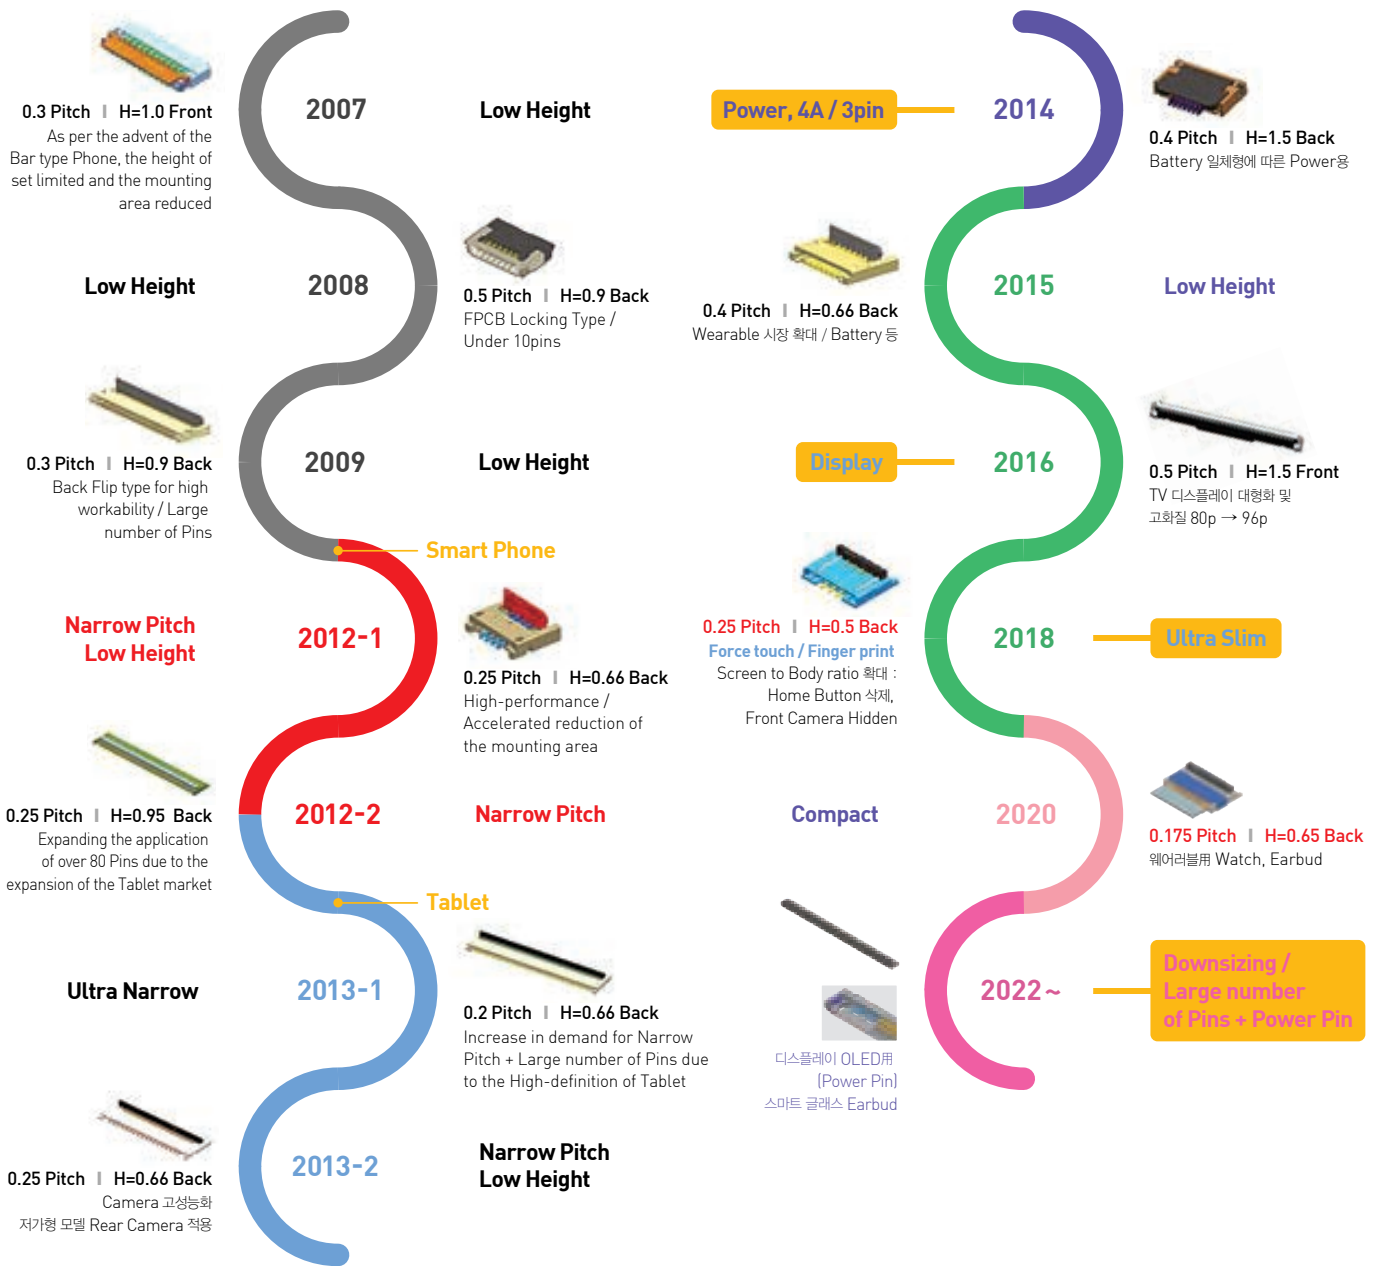 0.3 Pitch | H=1.0 Front
As per the advent of the
Bar type Phone, the height of
set limited and the mounting
area reduced
2007
Low Height
Low Height
2008
0.5 Pitch | H=0.9 Back
FPCB Locking Type /
Under 10pins
0.3 Pitch | H=0.9 Back
Back Flip type for high
workability / Large
number of Pins
2009
Low Height
Smart Phone
Narrow Pitch
Low Height
2012-1
0.25 Pitch | H=0.66 Back
High-performance /
Accelerated reduction of
the mounting area
0.25 Pitch | H=0.95 Back
Expanding the application
of over 80 Pins due to the
expansion of the Tablet market
2012-2
Narrow Pitch
Tablet
Ultra Narrow
2013-1
0.2 Pitch | H=0.66 Back
Increase in demand for Narrow
Pitch + Large number of Pins due
to the High-definition of Tablet
0.25 Pitch | H=0.66 Back
Camera 고성능화
저가형 모델 Rear Camera 적용
2013-2
Narrow Pitch
Low Height
Power, 4A / 3pin
2014
0.4 Pitch | H=1.5 Back
Battery 일체형에 따른 Power용
0.4 Pitch | H=0.66 Back
Wearable 시장 확대 / Battery 등
2015
Low Height
Display
2016
0.5 Pitch | H=1.5 Front
TV 디스플레이 대형화 및
고화질 80p → 96p
0.25 Pitch | H=0.5 Back
Force touch / Finger print
Screen to Body ratio 확대 :
Home Button 삭제,
Front Camera Hidden
2018
Ultra Slim
Compact
2020
0.175 Pitch | H=0.65 Back
웨어러블用 Watch, Earbud
디스플레이 OLED用
(Power Pin)
스마트 글래스 Earbud
2022~
Downsizing /
Large number
of Pins + Power Pin